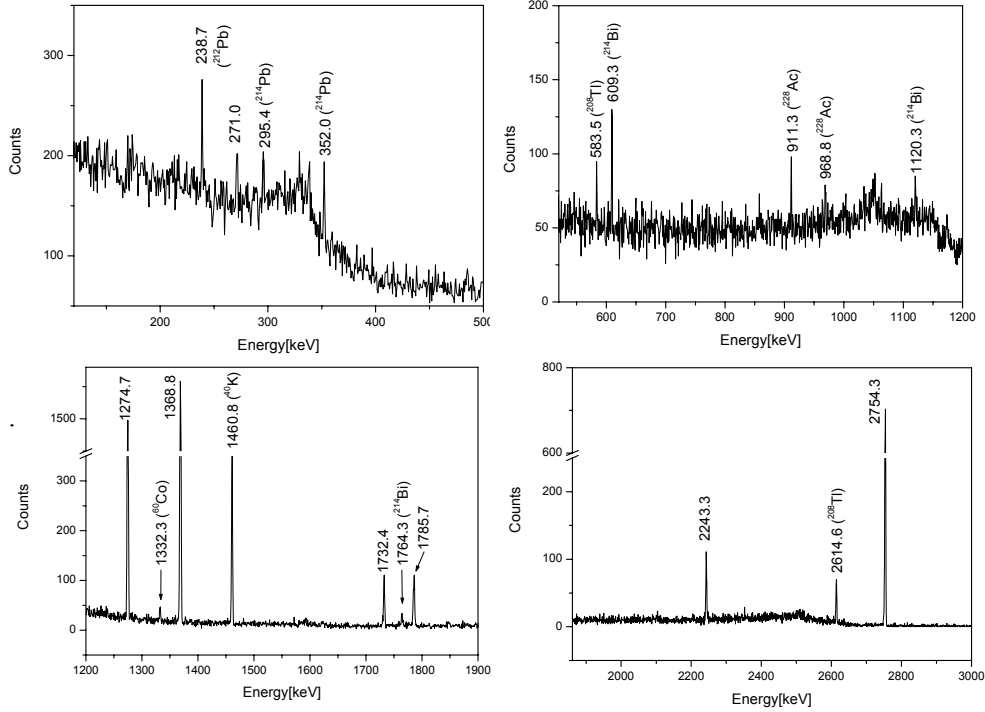 300
200
100
Counts
238.7
(²¹²Pb)
271.0
295.4 (²¹⁴Pb)
352.0 (²¹⁴Pb)
200
300
400
500
Energy[keV]
200
150
100
50
0
Counts
583.5 (²⁰⁸Tl)
609.3 (²¹⁴Bi)
911.3 (²²⁸Ac)
968.8 (²²⁸Ac)
1120.3 (²¹⁴Bi)
600
700
800
900
1000
1100
1200
Energy[keV]
1500
300
200
100
0
Counts
1274.7
1332.3 (⁶⁰Co)
1368.8
1460.8 (⁴⁰K)
1732.4
1764.3 (²¹⁴Bi)
1785.7
1200
1300
1400
1500
1600
1700
1800
1900
Energy[keV]
800
600
200
100
0
Counts
2243.3
2614.6 (²⁰⁸Tl)
2754.3
2000
2200
2400
2600
2800
3000
Energy[keV]